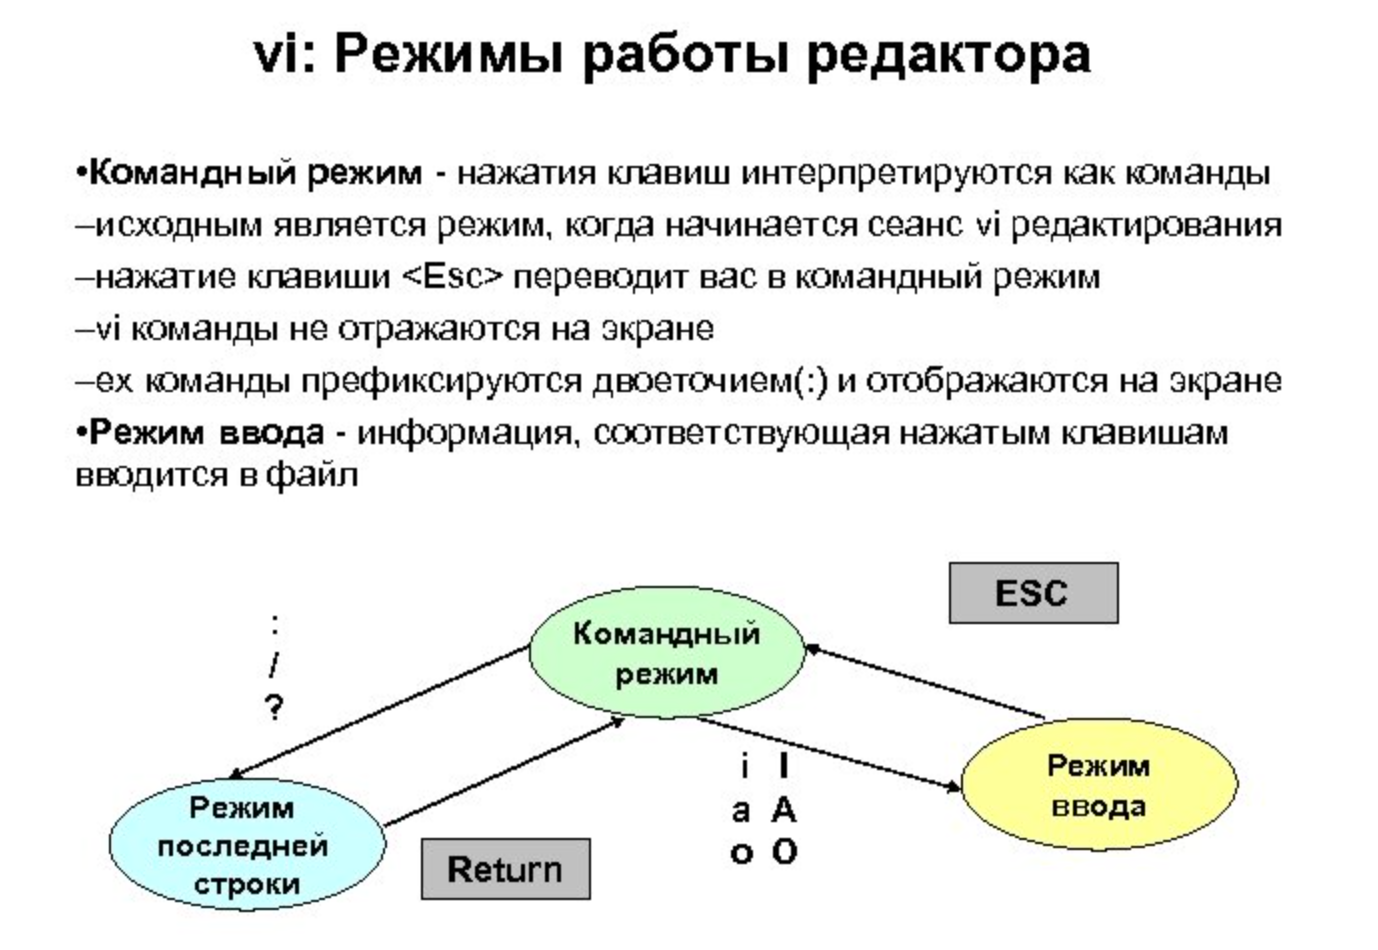 vi: Режимы работы редактора
•Командный режим - нажатия клавиш интерпретируются как команды
–исходным является режим, когда начинается сеанс vi редактирования
–нажатие клавиши <Esc> переводит вас в командный режим
–vi команды не отражаются на экране
–ex команды префиксируются двоеточием(:) и отображаются на экране
•Режим ввода - информация, соответствующая нажатым клавишам
вводится в файл
ESC
:
/
?
Командный
режим
i I
a A
o O
Режим
ввода
Режим
последней
строки
Return